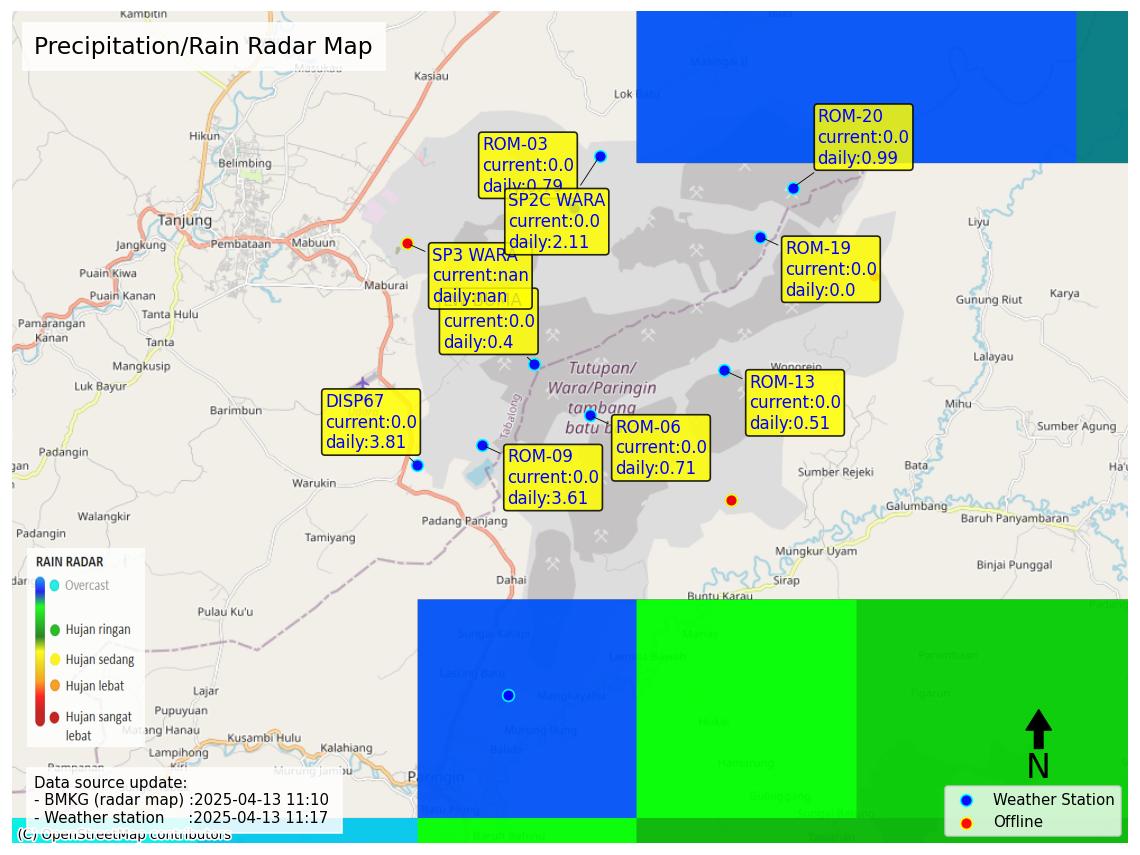 Precipitation/Rain Radar Map
Kambitin
Kasiau
Hikun
Belimbing
Tanjung
Jangkung
Pembataan
Mabuun
Puain Kiwa
Puain Kanan
Maburai
Tanta Hulu
Pamarangan
Kanan
Tanta
Mangkusip
Luk Bayur
Barimbun
Padangin
Warukin
Walangkir
Padangin
Tamiyang
Padang Panjang
Dahai
Pulau Ku'u
Lajar
Pupuyuan
Matang Hanau
Lampihong
Kusambi Hulu
Kalahiang
Murung Jambu
Paringin
Liyu
Gunung Riut
Karya
Lalayau
Wonorejo
Mihu
Sumber Agung
Bata
Sumber Rejeki
Galumbang
Baruh Panyambaran
Mungkur Uyam
Binjai Punggal
Sirap
Buntu Karau
Tabalong
Tutupan/
Wara/Paringin
tambang
batu b
ROM-03
current:0.0
daily:0.79
SP2C WARA
current:0.0
daily:2.11
ROM-20
current:0.0
daily:0.99
ROM-19
current:0.0
daily:0.0
SP3 WARA
current:nan
daily:nan
current:0.0
daily:0.4
ROM-13
current:0.0
daily:0.51
DISP67
current:0.0
daily:3.81
ROM-06
current:0.0
daily:0.71
ROM-09
current:0.0
daily:3.61
RAIN RADAR
Overcast
Hujan ringan
Hujan sedang
Hujan lebat
Hujan sangat
lebat
Data source update:
- BMKG (radar map) :2025-04-13 11:10
- Weather station :2025-04-13 11:17
(C) OpenStreetMap contributors
N
Weather Station
Offline